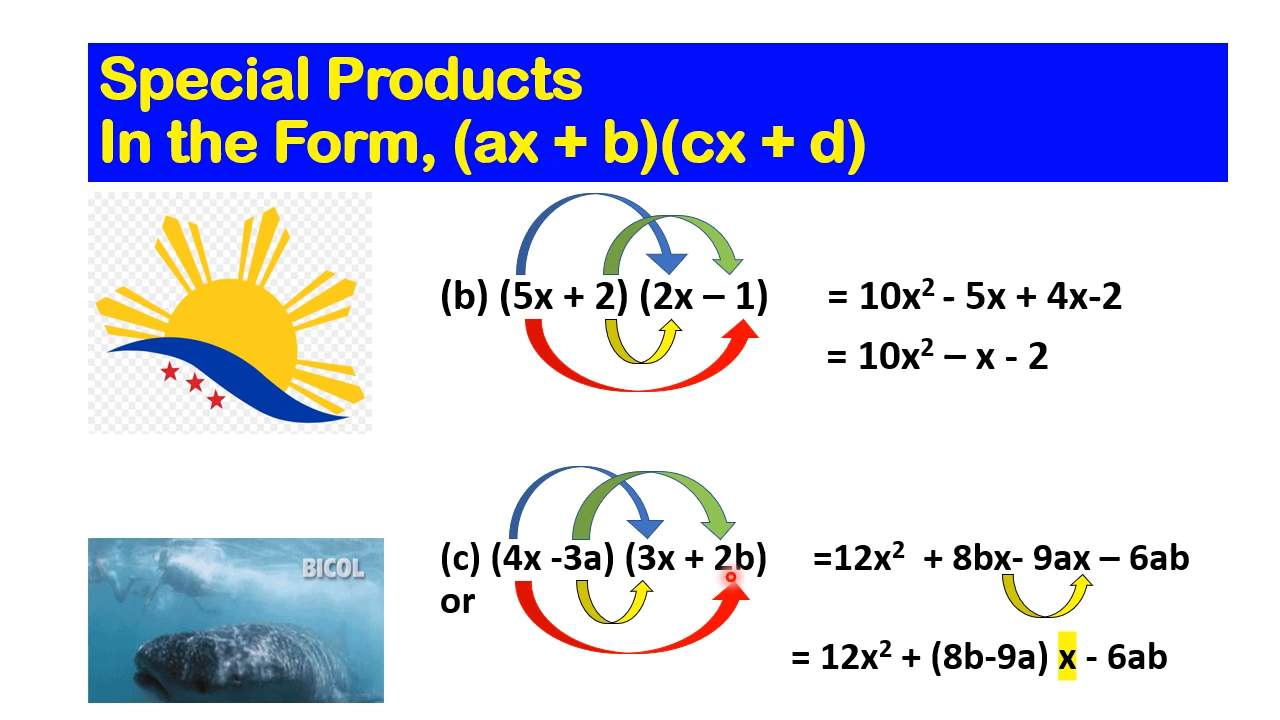 Special Products
In the Form, (ax + b)(cx + d)
(b) (5x + 2) (2x – 1) = 10x² - 5x + 4x-2
= 10x² – x - 2
BICOL
(c) (4x -3a) (3x + 2b) =12x² + 8bx- 9ax – 6ab
or
= 12x² + (8b-9a) x - 6ab